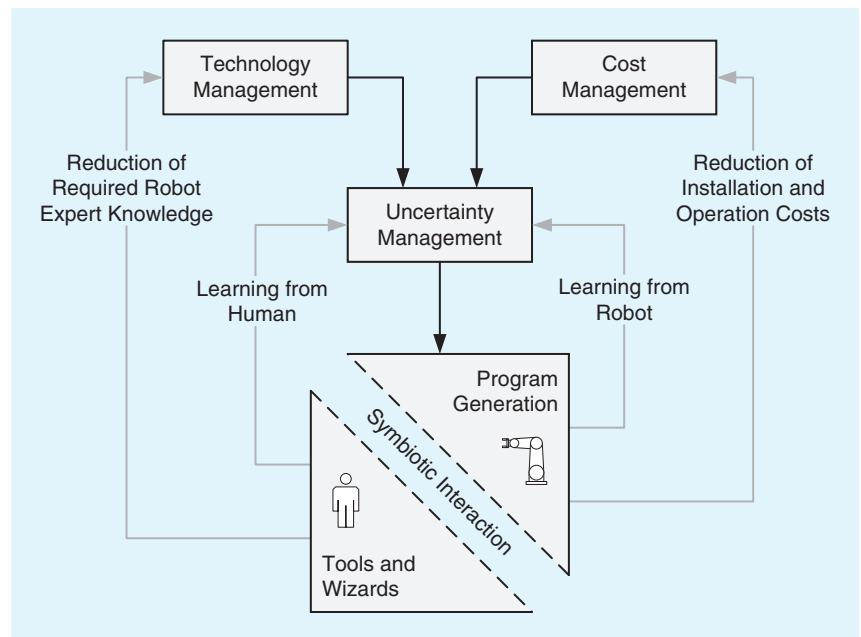 Technology
Management
Cost
Management
Reduction of
Required Robot
Expert Knowledge
Reduction of
Installation and
Operation Costs
Uncertainty
Management
Learning from
Human
Learning from
Robot
Program
Generation
Symbiotic Interaction
Tools and
Wizards